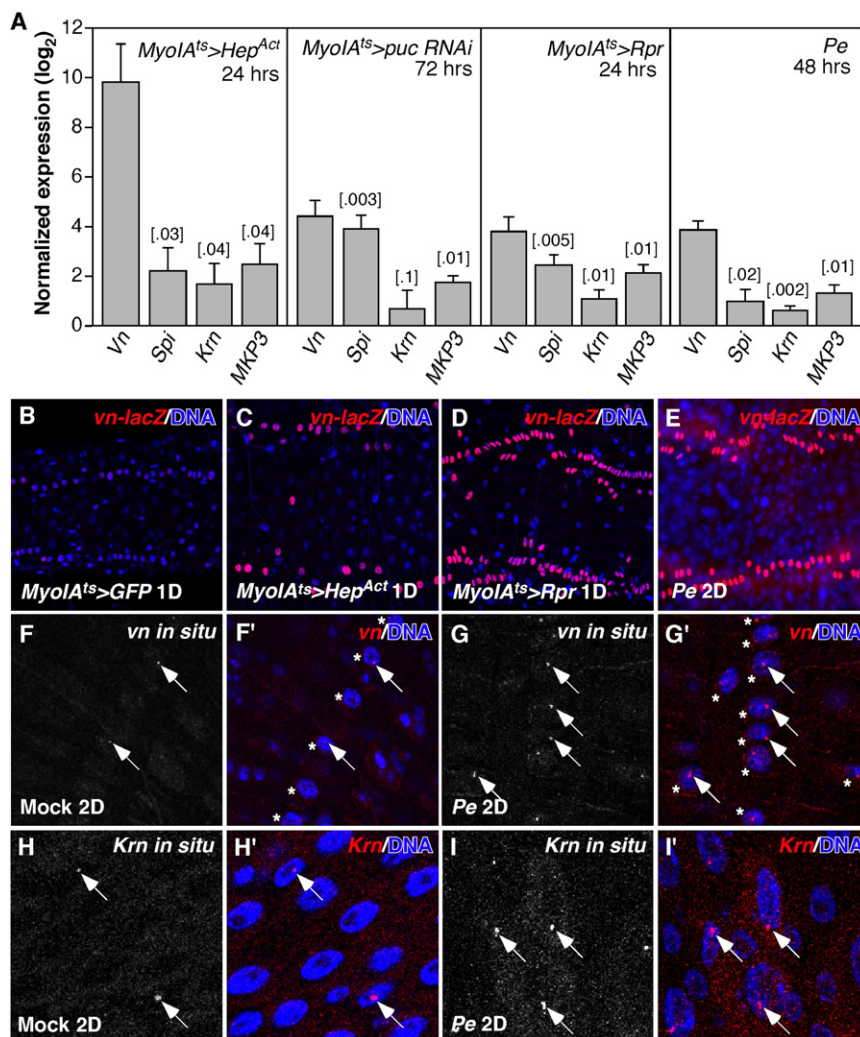 A
Normalized expression (log2)
12
10
8
6
4
2
0
MyoIAts>HepAct
24 hrs
MyoIAts>puc RNAi
72 hrs
MyoIAts>Rpr
24 hrs
Pe
48 hrs
[.03]
[.04]
[.04]
[.003]
[.1]
[.01]
[.005]
[.01]
[.01]
[.02]
[.002]
[.01]
Vn
Spi
Krn
MKP3
Vn
Spi
Krn
MKP3
Vn
Spi
Krn
MKP3
Vn
Spi
Krn
MKP3
B
vn-lacZ/DNA
MyoIAts>GFP 1D
C
vn-lacZ/DNA
MyoIAts>HepAct 1D
D
vn-lacZ/DNA
MyoIAts>Rpr 1D
E
vn-lacZ/DNA
Pe 2D
F
vn in situ
Mock 2D
F'
vn/DNA
* * * * * *
G
vn in situ
Pe 2D
G'
vn/DNA
* * * * * * * * *
H
Krn in situ
Mock 2D
H'
Krn/DNA
I
Krn in situ
Pe 2D
I'
Krn/DNA